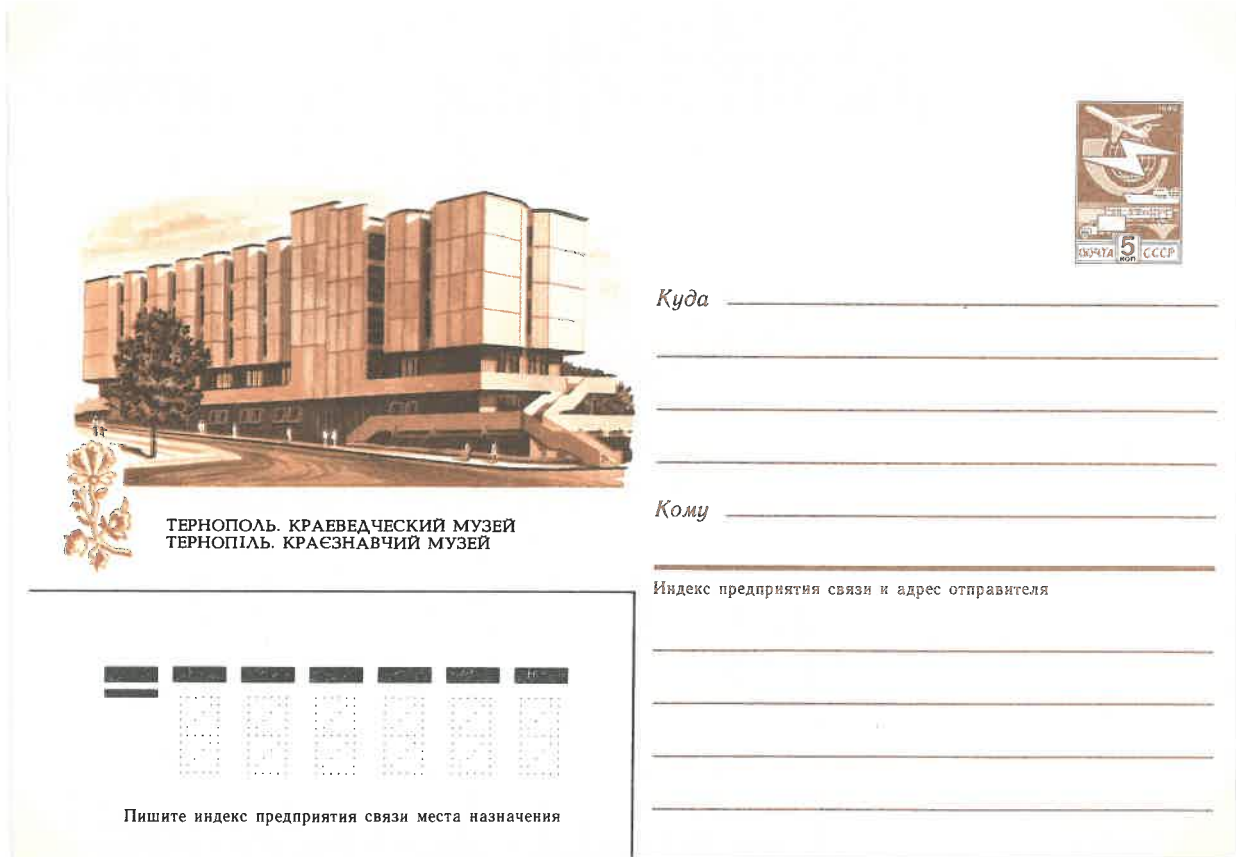 1982
ПОЧТА 5 КОП СССР
Куда
Кому
ТЕРНОПОЛЬ. КРАЕВЕДЧЕСКИЙ МУЗЕЙ
ТЕРНОПІЛЬ. КРАЄЗНАВЧИЙ МУЗЕЙ
Индекс предприятия связи и адрес отправителя
Пишите индекс предприятия связи места назначения